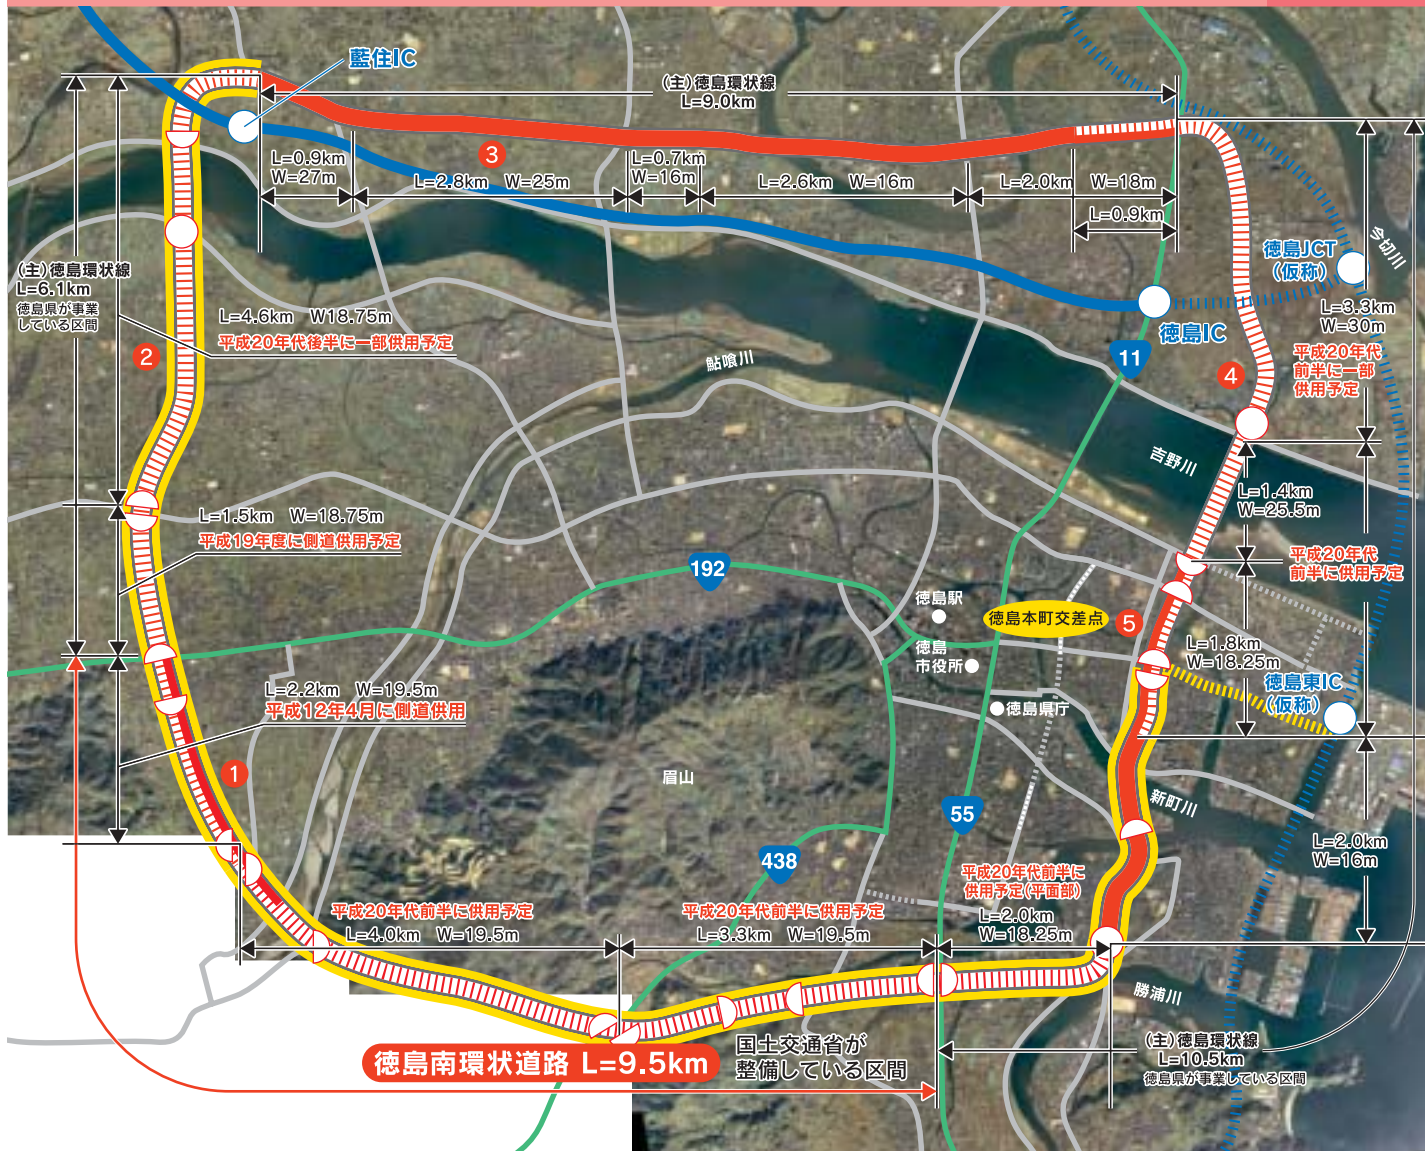 藍住IC
(主)徳島環状線
L=9.0km
3
L=0.9km
W=27m
L=2.8km W=25m
L=0.7km
W=16m
L=2.6km W=16m
L=2.0km W=18m
L=0.9km
今切川
徳島JCT
(仮称)
(主)徳島環状線
L=6.1km
徳島県が事業
している区間
L=4.6km W18.75m
平成20年代後半に一部供用予定
2
徳島IC
L=3.3km
W=30m
平成20年代
前半に一部
供用予定
11
4
鮎喰川
吉野川
L=1.4km
W=25.5m
L=1.5km W=18.75m
平成19年度に側道供用予定
平成20年代
前半に供用予定
192
徳島駅
徳島本町交差点
5
徳島
市役所
L=1.8km
W=18.25m
徳島東IC
(仮称)
徳島県庁
L=2.2km W=19.5m
平成12年4月に側道供用
1
眉山
新町川
55
438
L=2.0km
W=16m
平成20年代前半に
供用予定(平面部)
平成20年代前半に供用予定
L=4.0km W=19.5m
平成20年代前半に供用予定
L=3.3km W=19.5m
L=2.0km
W=18.25m
勝浦川
徳島南環状道路 L=9.5km
国土交通省が
整備している区間
(主)徳島環状線
L=10.5km
徳島県が事業している区間